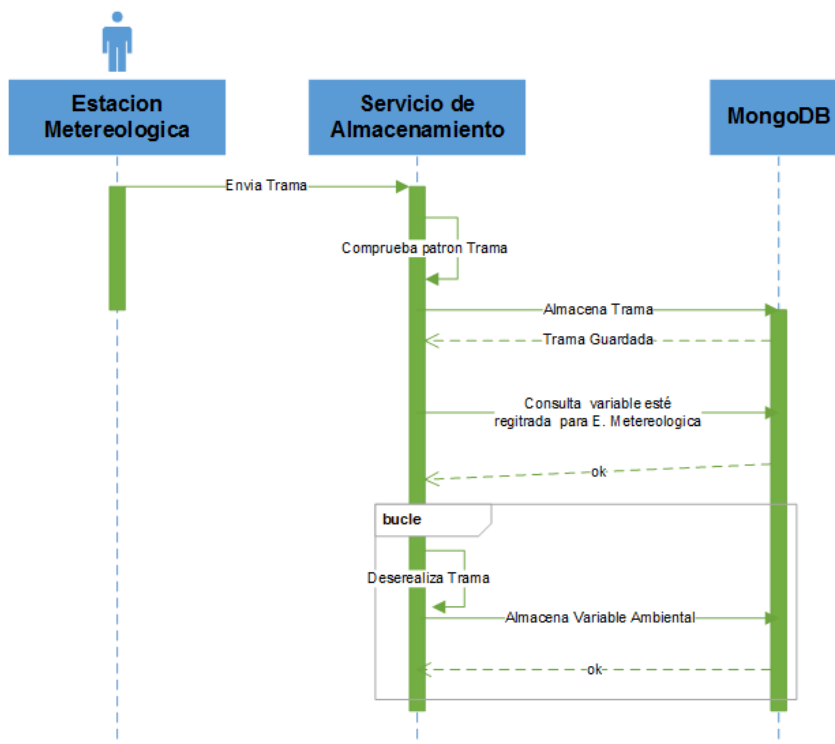 Estacion
Metereologica
Servicio de
Almacenamiento
MongoDB
Envia Trama
Comprueba patron Trama
Almacena Trama
Trama Guardada
Consulta variable esté
regitrada para E. Metereologica
ok
bucle
Deserealiza Trama
Almacena Variable Ambiental
ok